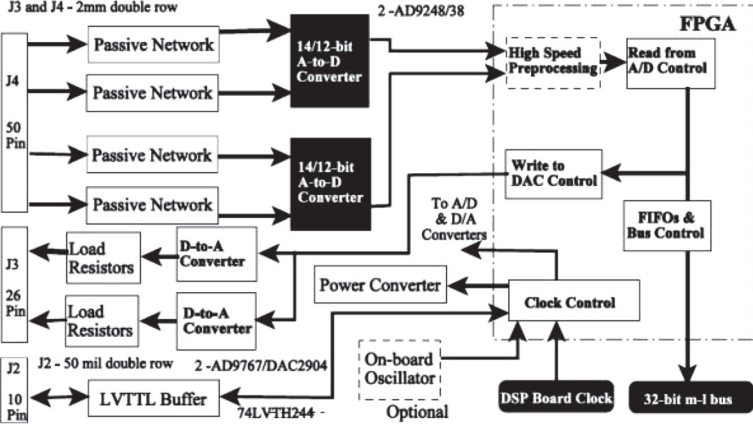 J3 and J4 - 2mm double row
2 -AD9248/38
FPGA
J4
50
Pin
Passive Network
Passive Network
Passive Network
Passive Network
14/12-bit
A-to-D
Converter
14/12-bit
A-to-D
Converter
High Speed
Preprocessing
Read from
A/D Control
Write to
DAC Control
FIFOs &
Bus Control
To A/D
& D/A
Converters
J3
26
Pin
Load
Resistors
D-to-A
Converter
Load
Resistors
D-to-A
Converter
Power Converter
Clock Control
J2 - 50 mil double row
2 -AD9767/DAC2904
J2
10
Pin
LVTTL Buffer
74LVTH244 -
On-board
Oscillator
Optional
DSP Board Clock
32-bit m-l bus